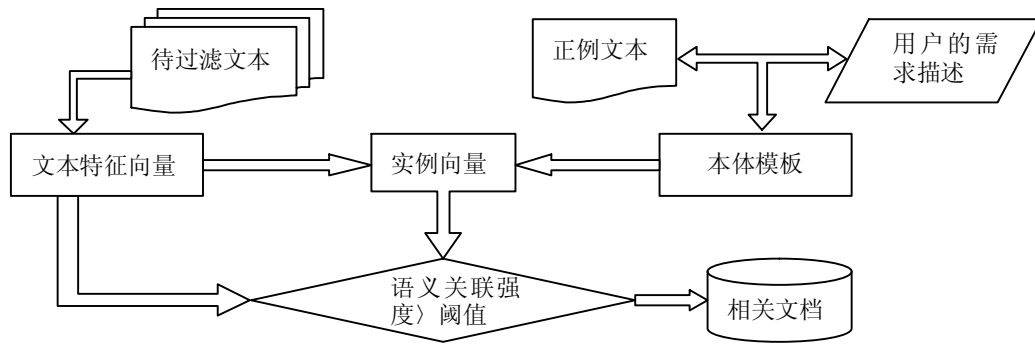 待过滤文本
正例文本
用户的需
求描述
文本特征向量
实例向量
本体模板
语义关联强
度〉阈值
相关文档